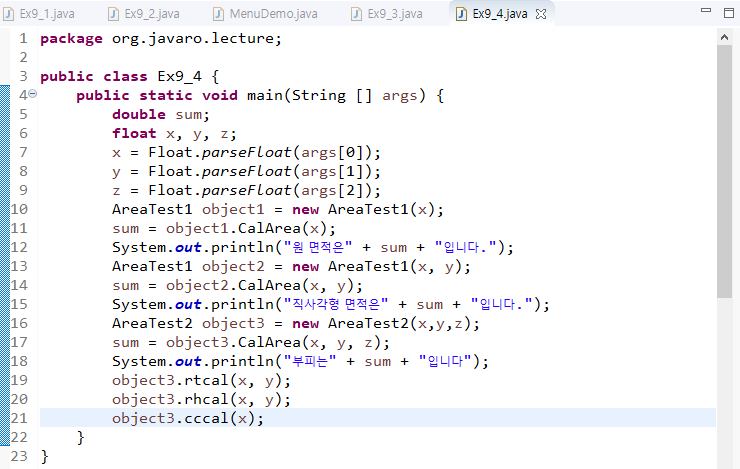 Ex9_1.java Ex9_2.java MenuDemo.java Ex9_3.java Ex9_4.java
1 package org.javaro.lecture;
2
3 public class Ex9_4 {
4 public static void main(String [] args) {
5 double sum;
6 float x, y, z;
7 x = Float.parseFloat(args[0]);
8 y = Float.parseFloat(args[1]);
9 z = Float.parseFloat(args[2]);
10 AreaTest1 object1 = new AreaTest1(x);
11 sum = object1.CalArea(x);
12 System.out.println("원 면적은" + sum + "입니다.");
13 AreaTest1 object2 = new AreaTest1(x, y);
14 sum = object2.CalArea(x, y);
15 System.out.println("직사각형 면적은" + sum + "입니다.");
16 AreaTest2 object3 = new AreaTest2(x,y,z);
17 sum = object3.CalArea(x, y, z);
18 System.out.println("부피는" + sum + "입니다");
19 object3.rtcal(x, y);
20 object3.rhcal(x, y);
21 object3.cccal(x);
22 }
23 }